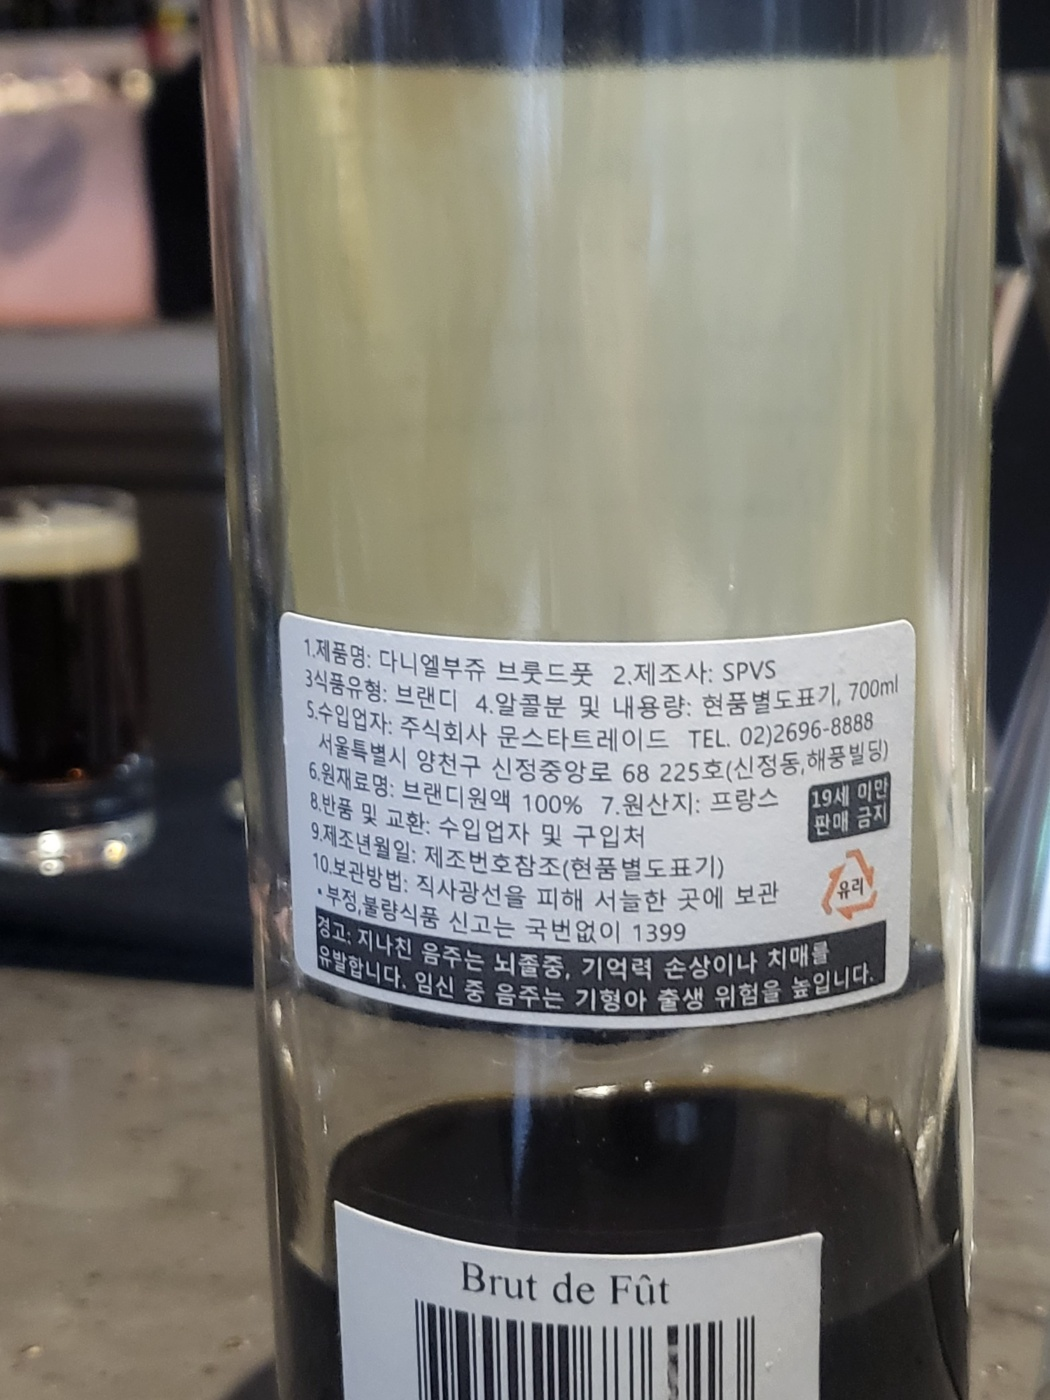 1.제품명: 다니엘부쥬 브룻드풋 2.제조사: SPVS
3식품유형: 브랜디 4.알콜분 및 내용량: 현품별도표기, 700ml
5.수입업자: 주식회사 문스타트레이드 TEL. 02)2696-8888
서울특별시 양천구 신정중앙로 68 225호(신정동,해풍빌딩)
6.원재료명: 브랜디원액 100% 7.원산지: 프랑스
8.반품 및 교환: 수입업자 및 구입처
9.제조년월일: 제조번호참조(현품별도표기)
10.보관방법: 직사광선을 피해 서늘한 곳에 보관
•부정,불량식품 신고는 국번없이 1399
19세 미만
판매 금지
유리
경고: 지나친 음주는 뇌졸중, 기억력 손상이나 치매를
유발합니다. 임신 중 음주는 기형아 출생 위험을 높입니다.
Brut de Fût